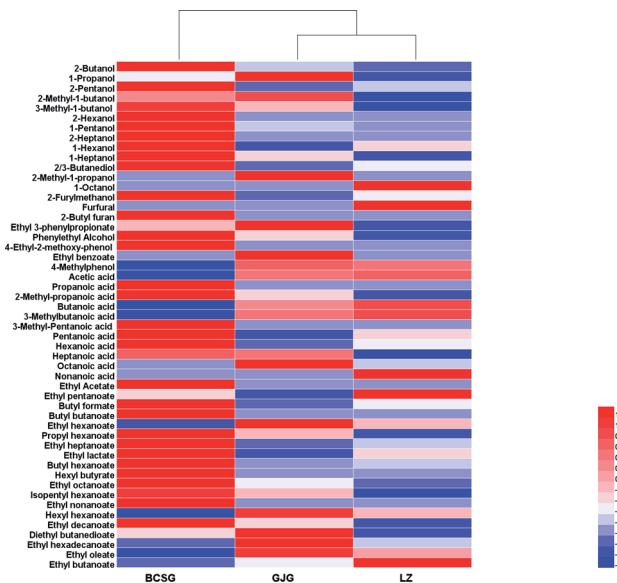 2-Butanol
1-Propanol
2-Pentanol
2-Methyl-1-butanol
3-Methyl-1-butanol
2-Hexanol
1-Pentanol
2-Heptanol
1-Hexanol
1-Heptanol
2/3-Butanediol
2-Methyl-1-propanol
1-Octanol
2-Furylmethanol
Furfural
2-Butyl furan
Ethyl 3-phenylpropionate
Phenylethyl Alcohol
4-Ethyl-2-methoxy-phenol
Ethyl benzoate
4-Methylphenol
Acetic acid
Propanoic acid
2-Methyl-propanoic acid
Butanoic acid
3-Methylbutanoic acid
3-Methyl-Pentanoic acid
Pentanoic acid
Hexanoic acid
Heptanoic acid
Octanoic acid
Nonanoic acid
Ethyl Acetate
Ethyl pentanoate
Butyl formate
Butyl butanoate
Ethyl hexanoate
Propyl hexanoate
Ethyl heptanoate
Ethyl lactate
Butyl hexanoate
Hexyl butyrate
Ethyl octanoate
Isopentyl hexanoate
Ethyl nonanoate
Hexyl hexanoate
Ethyl decanoate
Diethyl butanedioate
Ethyl hexadecanoate
Ethyl oleate
Ethyl butanoate
BCSG GJG LZ